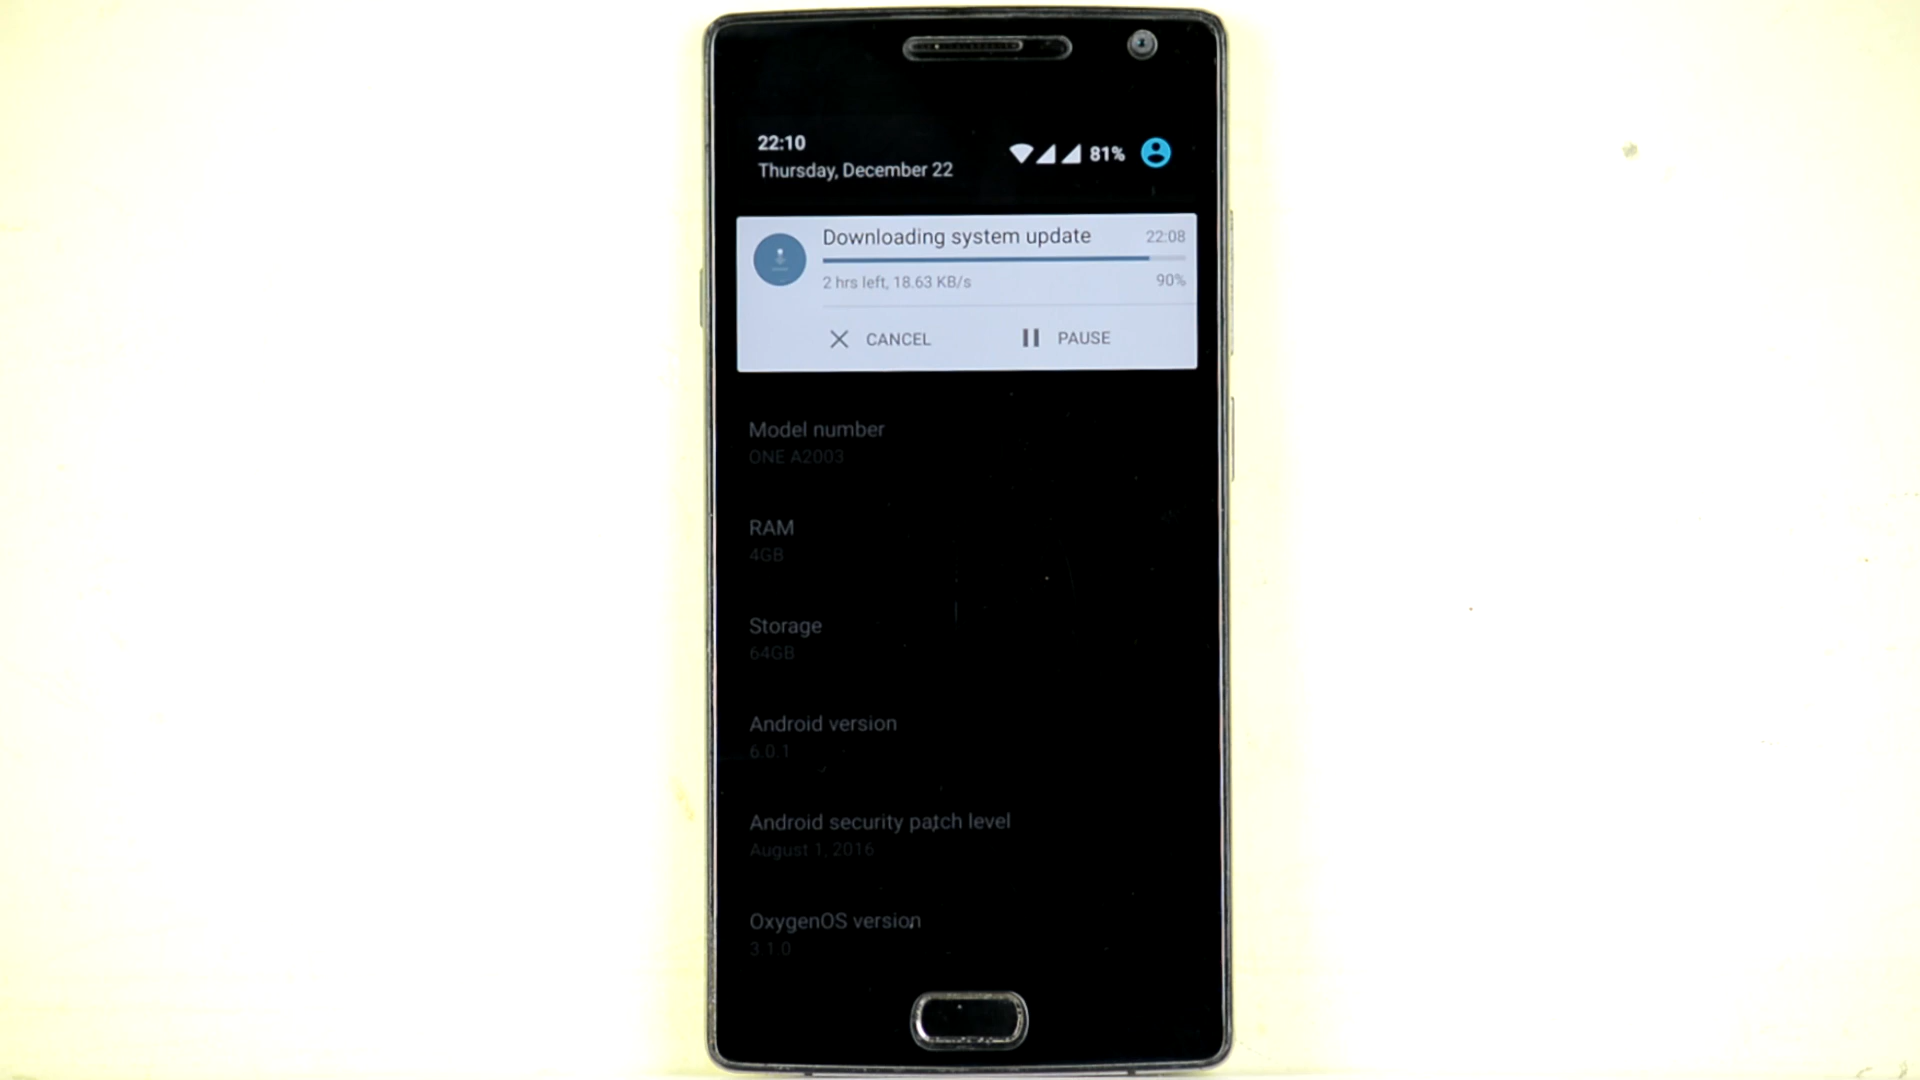 22:10
81%
Thursday, December 22
Downloading system update
22:08
2 hrs left, 18.63 KB/s
90%
CANCEL
PAUSE
Model number
ONE A2003
RAM
4GB
Storage
64GB
Android version
6.0.1
Android security patch level
August 1, 2016
OxygenOS version
3.1.0